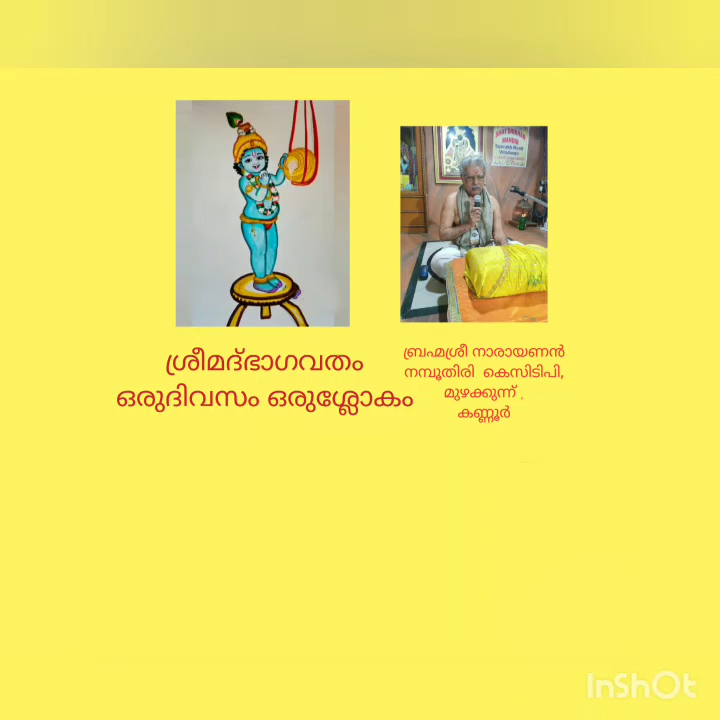 ശ്രീമദ്ഭാഗവതം
ഒരുദിവസം ഒരുശ്ലോകം
ബ്രഹ്മശ്രീ നാരായണൻ
നമ്പൂതിരി കെസിടിപി,
മുഴക്കുന്ന് ,
കണ്ണൂർ
InShOt